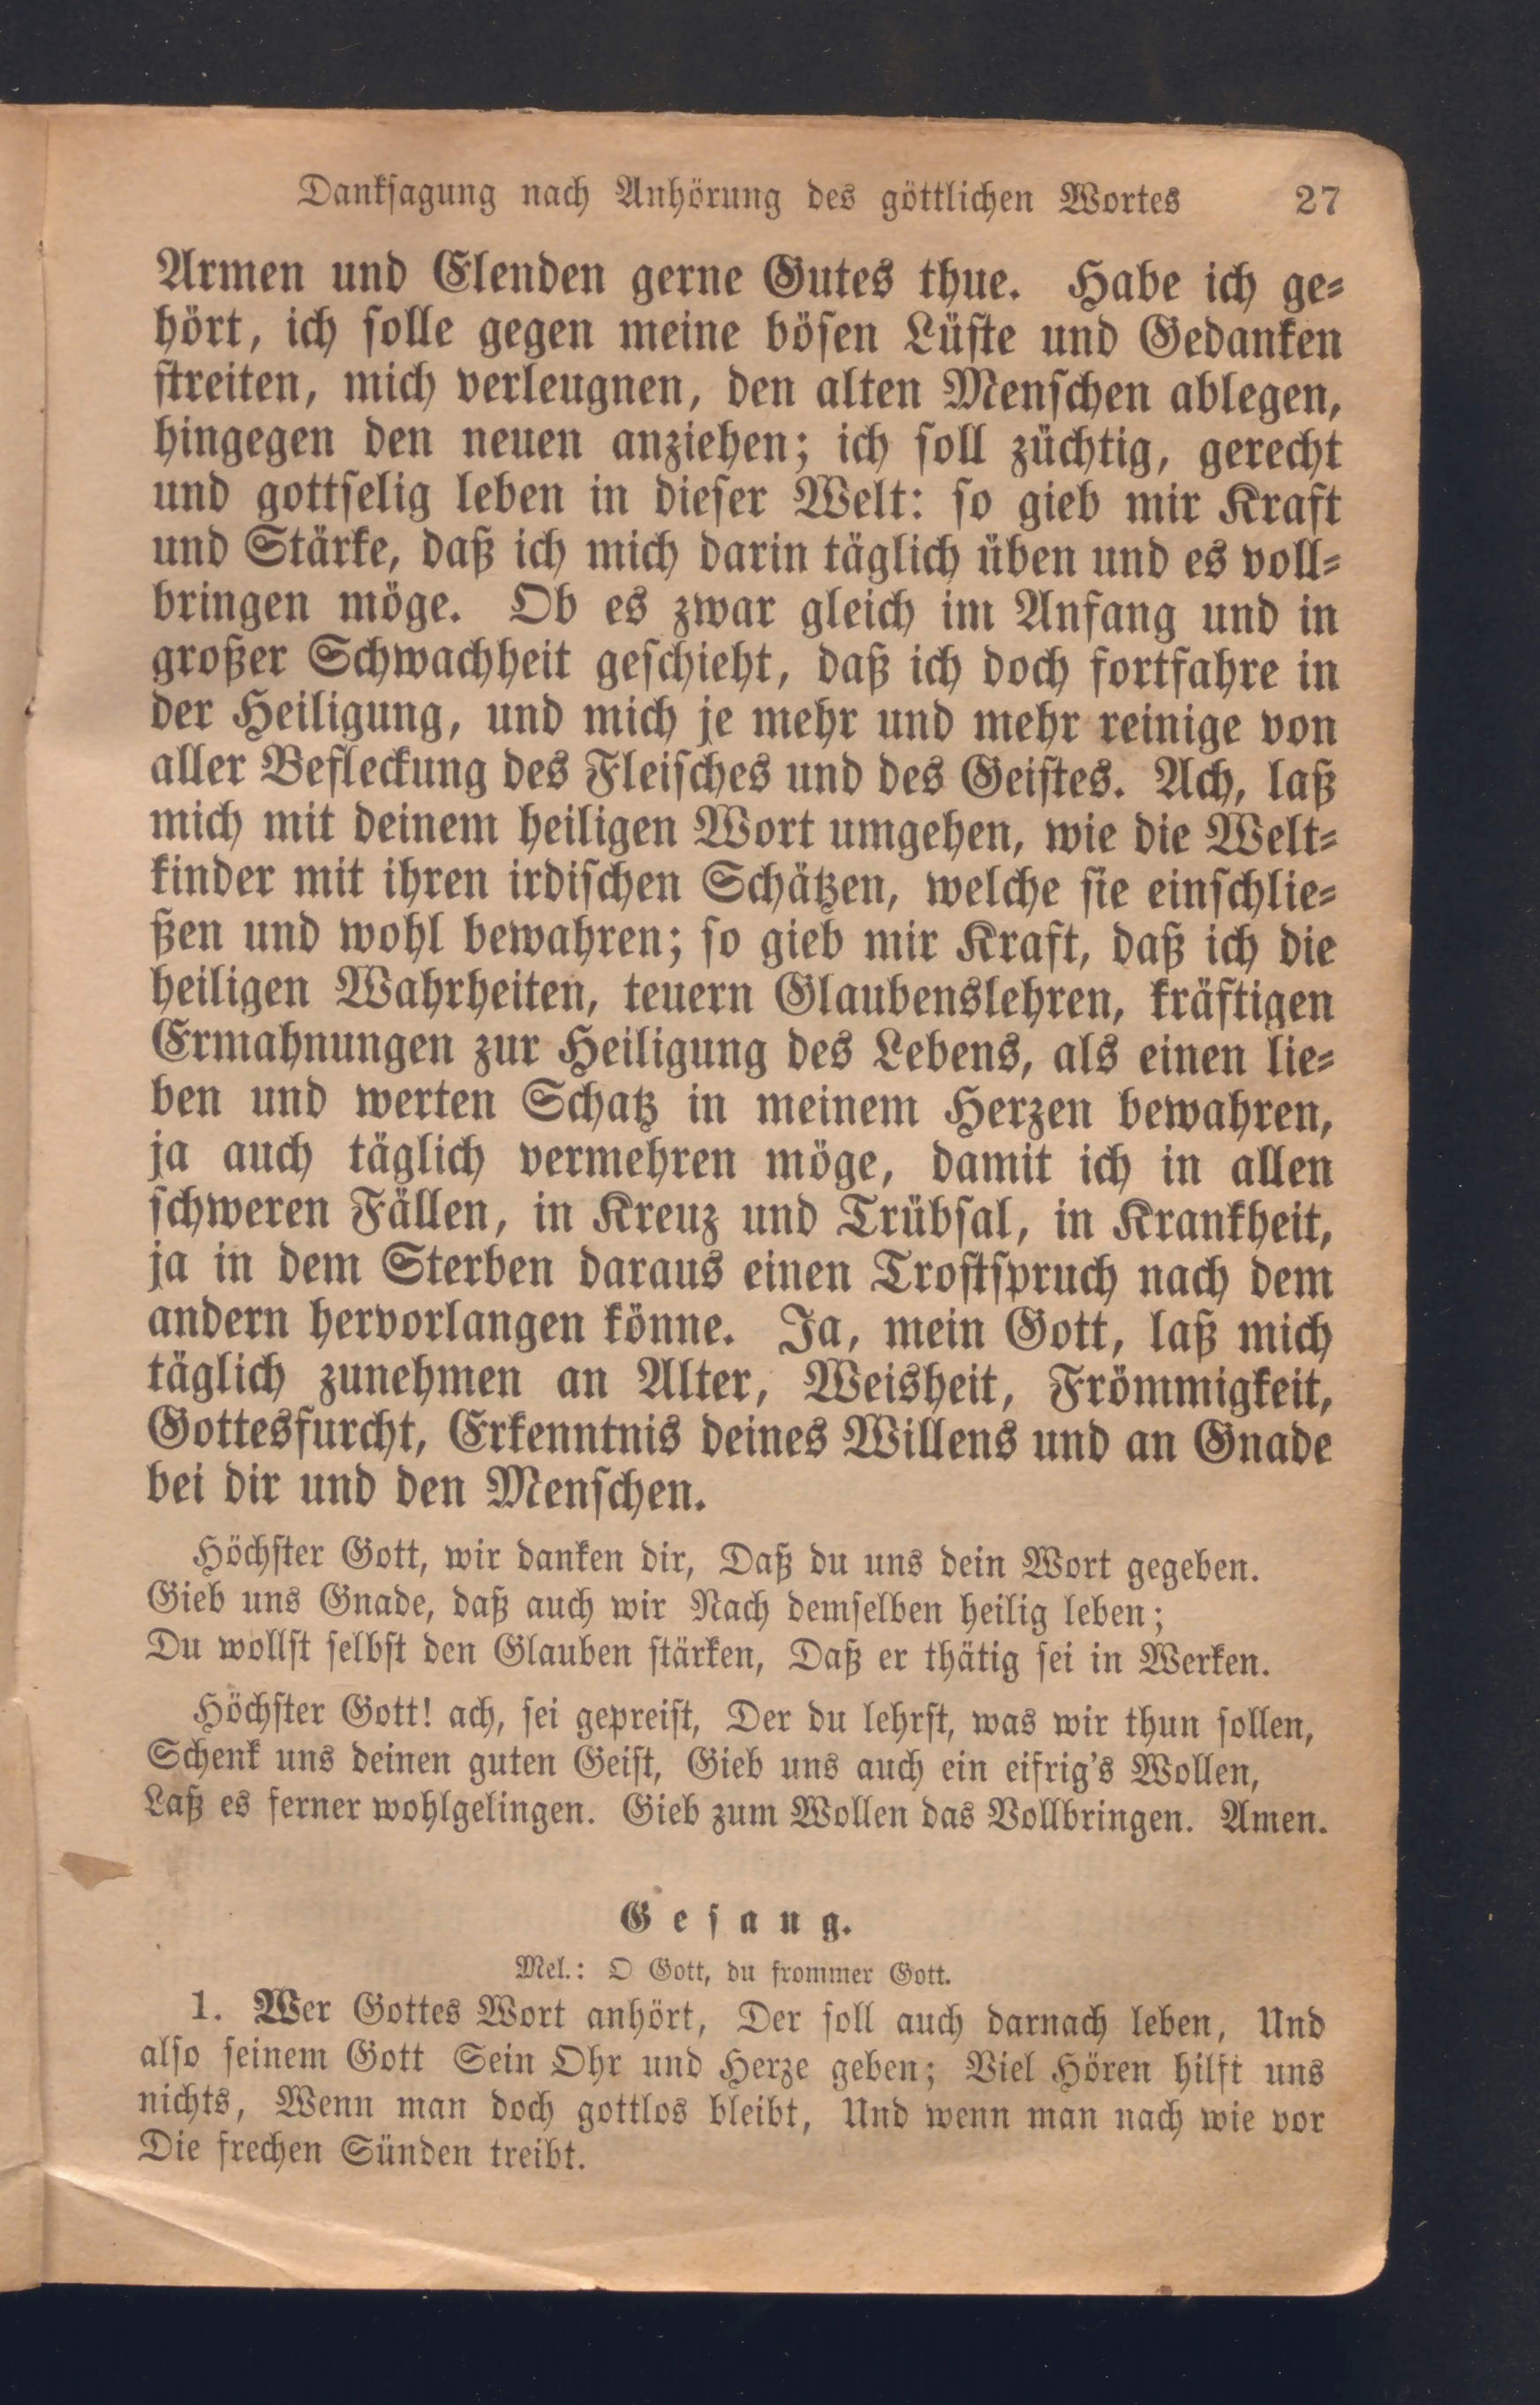 Danksagung nach Anhörung des göttlichen Wortes 27
Armen und Elenden gerne Gutes thue. Habe ich ge=
hört, ich solle gegen meine bösen Lüste und Gedanken
streiten, mich verleugnen, den alten Menschen ablegen,
hingegen den neuen anziehen; ich soll züchtig, gerecht
und gottselig leben in dieser Welt: so gieb mir Kraft
und Stärke, daß ich mich darin täglich üben und es voll=
bringen möge. Ob es zwar gleich im Anfang und in
großer Schwachheit geschieht, daß ich doch fortfahre in
der Heiligung, und mich je mehr und mehr reinige von
aller Befleckung des Fleisches und des Geistes. Ach, laß
mich mit deinem heiligen Wort umgehen, wie die Welt=
kinder mit ihren irdischen Schätzen, welche sie einschlie=
ßen und wohl bewahren; so gieb mir Kraft, daß ich die
heiligen Wahrheiten, teuern Glaubenslehren, kräftigen
Ermahnungen zur Heiligung des Lebens, als einen lie=
ben und werten Schatz in meinem Herzen bewahren,
ja auch täglich vermehren möge, damit ich in allen
schweren Fällen, in Kreuz und Trübsal, in Krankheit,
ja in dem Sterben daraus einen Trostspruch nach dem
andern hervorlangen könne. Ja, mein Gott, laß mich
täglich zunehmen an Alter, Weisheit, Frömmigkeit,
Gottesfurcht, Erkenntnis deines Willens und an Gnade
bei dir und den Menschen.
Höchster Gott, wir danken dir, Daß du uns dein Wort gegeben.
Gieb uns Gnade, daß auch wir Nach demselben heilig leben;
Du wollst selbst den Glauben stärken, Daß er thätig sei in Werken.
Höchster Gott! ach, sei gepreist, Der du lehrst, was wir thun sollen,
Schenk uns deinen guten Geist, Gieb uns auch ein eifrig's Wollen,
Laß es ferner wohlgelingen. Gieb zum Wollen das Vollbringen. Amen.
Gesang.
Mel.: O Gott, du frommer Gott.
1. Wer Gottes Wort anhört, Der soll auch darnach leben, Und
also seinem Gott Sein Ohr und Herze geben; Viel Hören hilft uns
nichts, Wenn man doch gottlos bleibt, Und wenn man nach wie vor
Die frechen Sünden treibt.